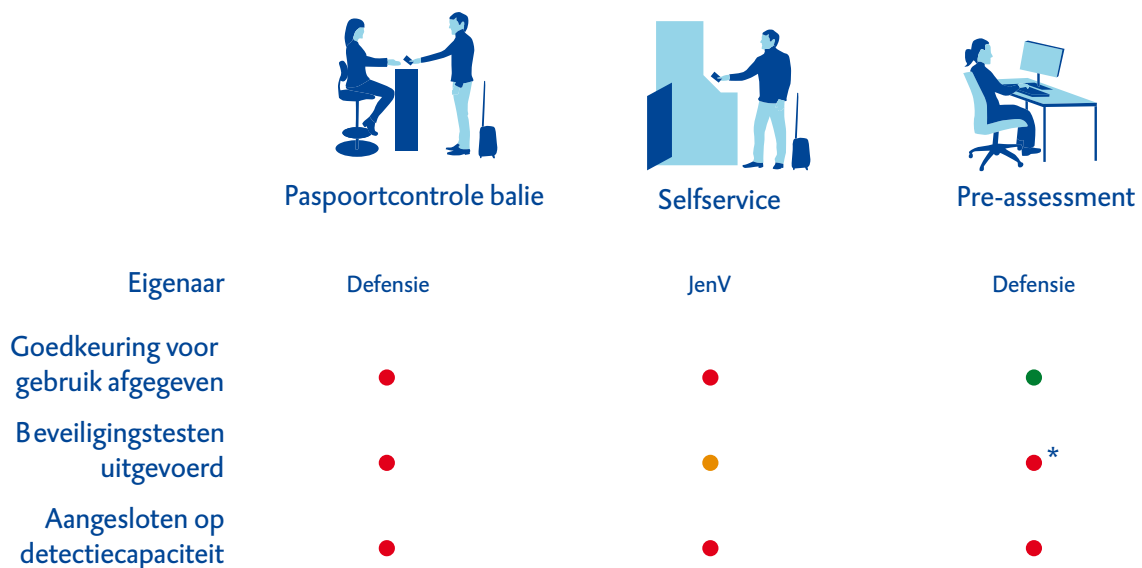 Paspoortcontrole balie
Selfservice
Pre-assessment
Eigenaar
Defensie
JenV
Defensie
Goedkeuring voor
gebruik afgegeven
Beveiligingstesten
uitgevoerd
*
Aangesloten op
detectiecapaciteit